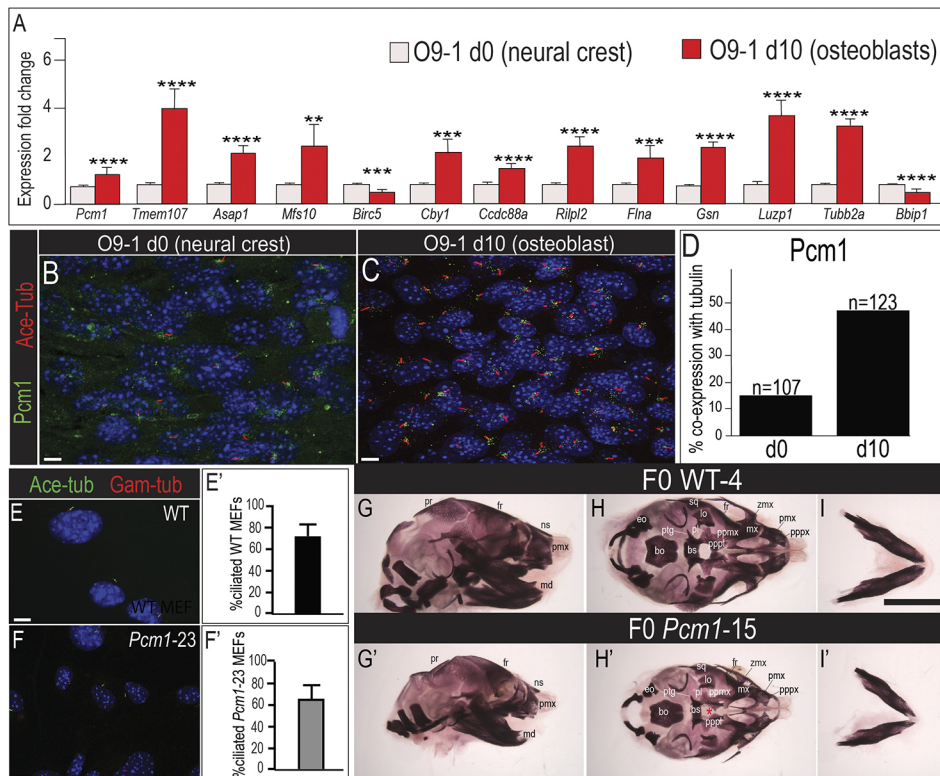 A
Expression fold change
6
4
2
0
O9-1 d0 (neural crest)
O9-1 d10 (osteoblasts)
**** **** **** ** *** *** **** **** *** **** **** **** ****
Pcm1 Tmem107 Asap1 Mfs10 Birc5 Cby1 Ccdc88a Rilpl2 Flna Gsn Luzp1 Tubb2a Bbip1
O9-1 d0 (neural crest)
O9-1 d10 (osteoblast)
Pcm1 Ace-Tub
B
C
D
Pcm1
% co-expression with tubulin
50
40
30
20
10
0
n=107
n=123
d0
d10
Ace-tub Gam-tub
E
WT
WT MEF
E'
%ciliated WT MEFs
100
80
60
40
20
0
F
Pcm1-23
F'
%ciliated Pcm1-23 MEFs
100
80
60
40
20
0
F0 WT-4
G
pr
fr
ns
pmx
md
H
sq
lo
fr
zmx
eo
ptg
pl
ppmx
mx
pmx
pppx
bo
bs
pppl
I
F0 Pcm1-15
G'
pr
fr
ns
pmx
md
H'
sq
lo
fr
zmx
eo
ptg
pl
ppmx
mx
pmx
pppx
bo
bs
*
pppl
I'